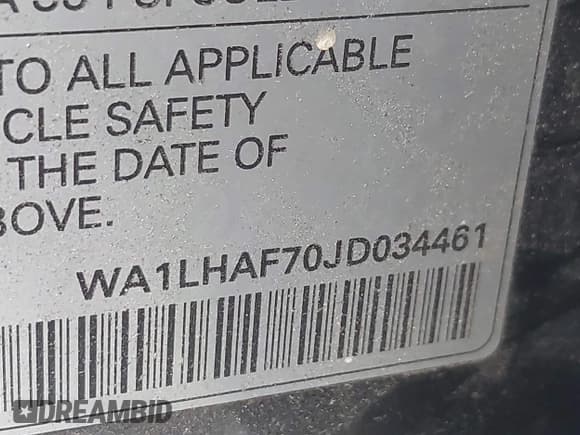 TO ALL APPLICABLE
CLE SAFETY
THE DATE OF
BOVE.
WA1LHAF70JD034461
DREAMBID